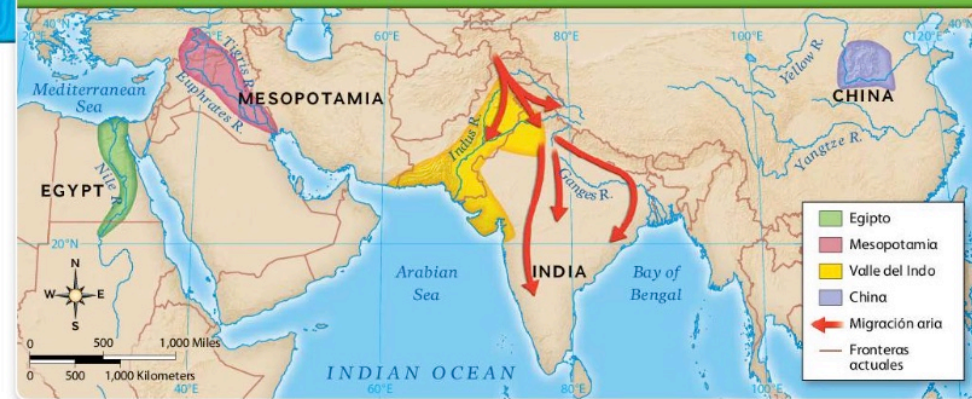 40°N
20°E
40°E
60°E
80°E
100°E
120°E
40°N
Mediterranean
Sea
Tigris R.
Euphrates R.
MESOPOTAMIA
Yellow R.
CHINA
Yangtze R.
Indus R.
Ganges R.
EGYPT
Nile R.
20°N
Arabian
Sea
INDIA
Bay of
Bengal
N
W
E
S
0
500
1,000 Miles
0
500
1,000 Kilometers
INDIAN OCEAN
40°E
60°E
80°E
100°E
Egipto
Mesopotamia
Valle del Indo
China
Migración aria
Fronteras
actuales